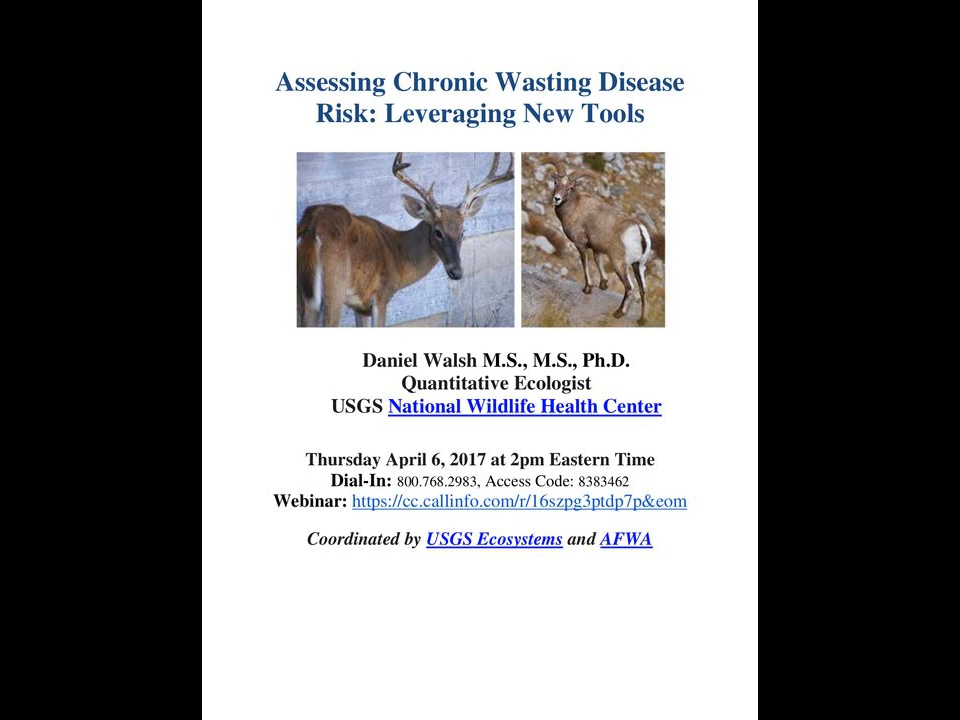 Assessing Chronic Wasting Disease
Risk: Leveraging New Tools
Daniel Walsh M.S., M.S., Ph.D.
Quantitative Ecologist
USGS National Wildlife Health Center
Thursday April 6, 2017 at 2pm Eastern Time
Dial-In: 800.768.2983, Access Code: 8383462
Webinar: https://cc.callinfo.com/r/16szpg3ptdp7p&eom
Coordinated by USGS Ecosystems and AFWA